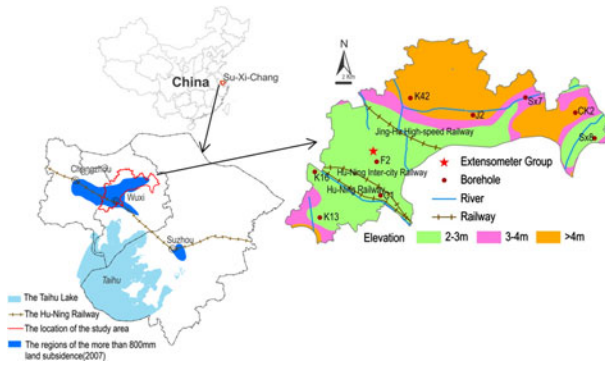 China
Su-Xi-Chang
N
2 Km
K42
J2
Sx7
CK2
Sx6
Jing-Hu High-speed Railway
F2
Hu-Ning Inter-city Railway
K16
Hu-Ning Railway
K13
Extensometer Group
Borehole
River
Railway
Elevation
2-3m
3-4m
>4m
Changzhou
Wuxi
Suzhou
Taihu
The Taihu Lake
The Hu-Ning Railway
The location of the study area
The regions of the more than 800mm
land subsidence(2007)